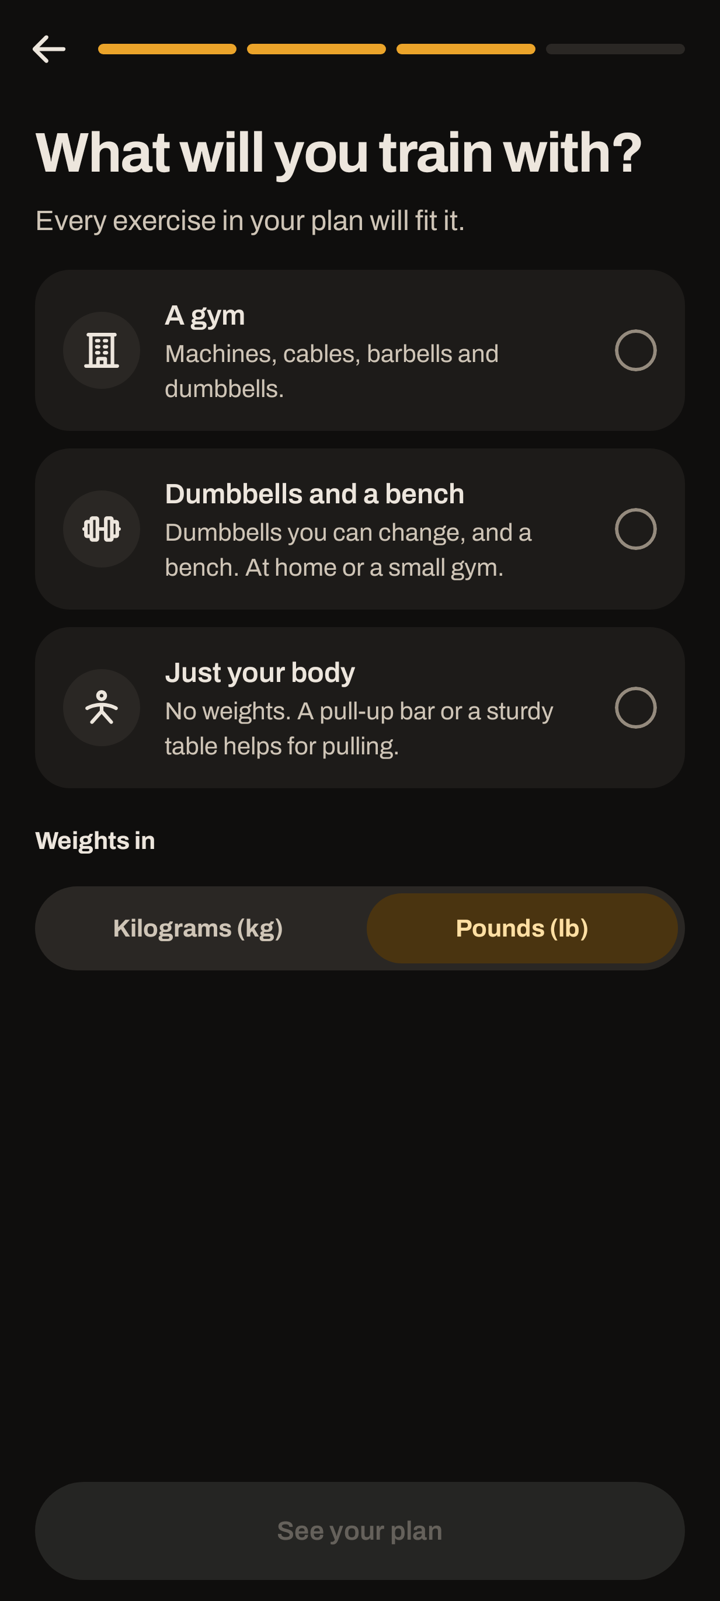 What will you train with?
Every exercise in your plan will fit it.
A gym
Machines, cables, barbells and
dumbbells.
Dumbbells and a bench
Dumbbells you can change, and a
bench. At home or a small gym.
Just your body
No weights. A pull-up bar or a sturdy
table helps for pulling.
Weights in
Kilograms (kg)
Pounds (lb)
See your plan